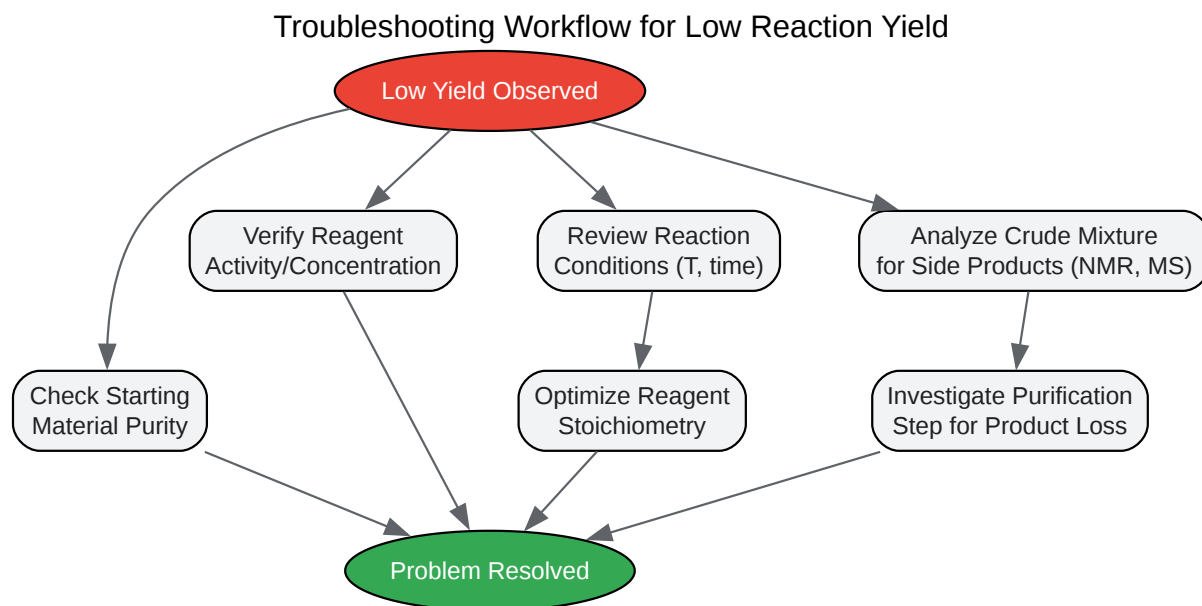 Troubleshooting Workflow for Low Reaction Yield
Low Yield Observed
Verify Reagent
Activity/Concentration
Review Reaction
Conditions (T, time)
Analyze Crude Mixture
for Side Products (NMR, MS)
Check Starting
Material Purity
Optimize Reagent
Stoichiometry
Investigate Purification
Step for Product Loss
Problem Resolved